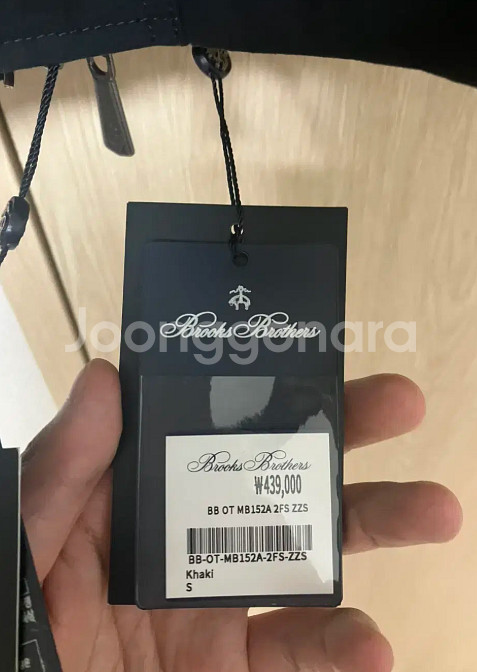 Brooks Brothers
Joonggonara
Brooks Brothers
₩439,000
BB OT MB152A 2FS ZZS
BB-OT-MB152A-2FS-ZZS
Khaki
S